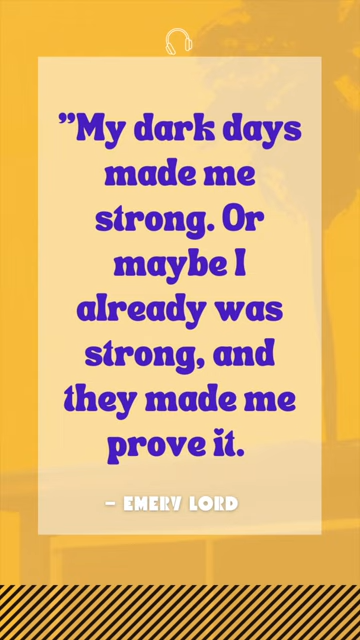 ”My dark days
made me
strong. Or
maybe I
already was
strong, and
they made me
prove it.
– EMERY LORD